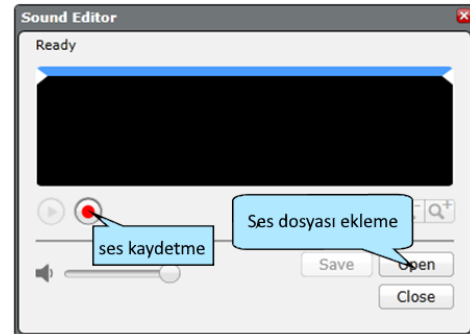 Sound Editor
Ready
Ses dosyası ekleme
ses kaydetme
Save
Open
Close